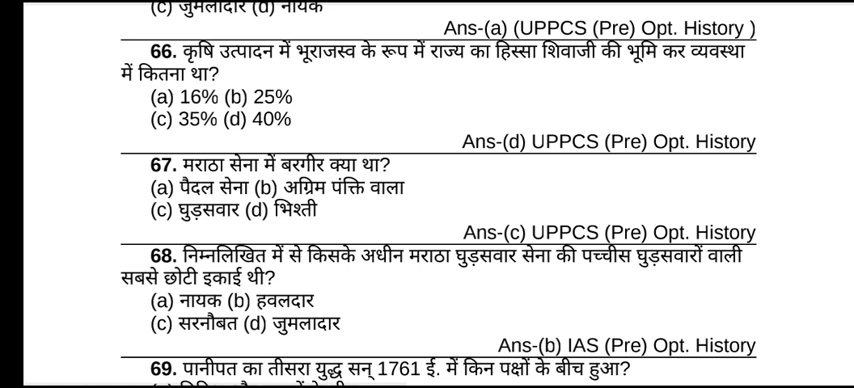 (c) जुमलादार (d) नायक
Ans-(a) (UPPCS (Pre) Opt. History )
66. कृषि उत्पादन में भूराजस्व के रूप में राज्य का हिस्सा शिवाजी की भूमि कर व्यवस्था
में कितना था?
(a) 16% (b) 25%
(c) 35% (d) 40%
Ans-(d) UPPCS (Pre) Opt. History
67. मराठा सेना में बरगीर क्या था?
(a) पैदल सेना (b) अग्रिम पंक्ति वाला
(c) घुड़सवार (d) भिश्ती
Ans-(c) UPPCS (Pre) Opt. History
68. निम्नलिखित में से किसके अधीन मराठा घुड़सवार सेना की पच्चीस घुड़सवारों वाली
सबसे छोटी इकाई थी?
(a) नायक (b) हवलदार
(c) सरनौबत (d) जुमलादार
Ans-(b) IAS (Pre) Opt. History
69. पानीपत का तीसरा युद्ध सन् 1761 ई. में किन पक्षों के बीच हुआ?